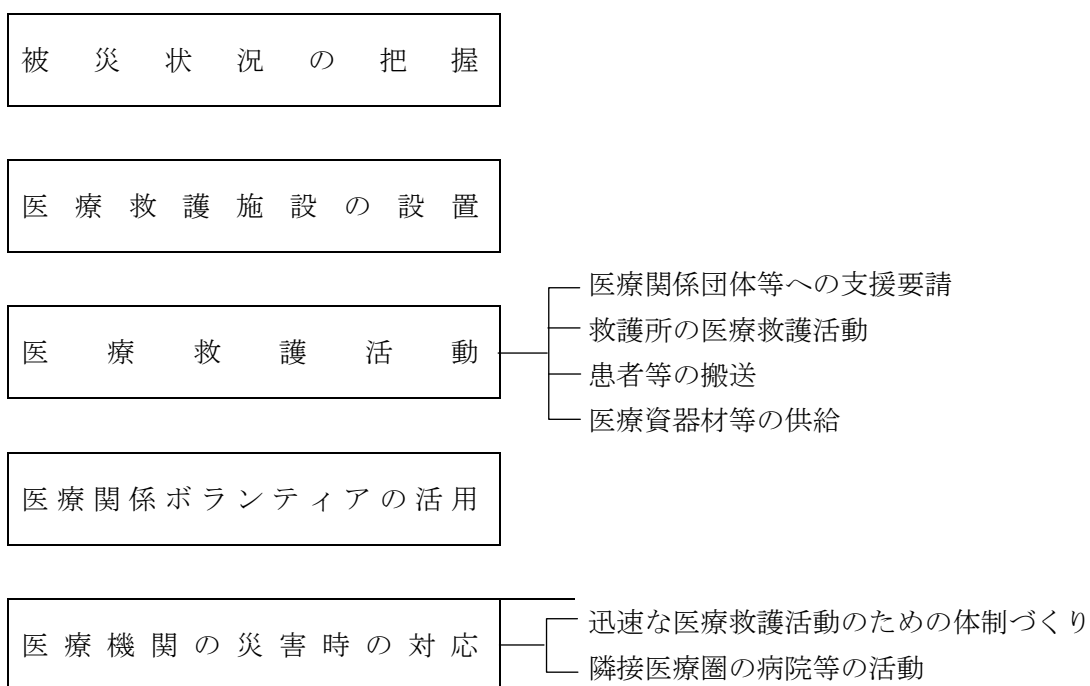 被災状況の把握
医療救護施設の設置
医療救護活動
医療関係団体等への支援要請
救護所の医療救護活動
患者等の搬送
医療資器材等の供給
医療関係ボランティアの活用
医療機関の災害時の対応
迅速な医療救護活動のための体制づくり
隣接医療圏の病院等の活動